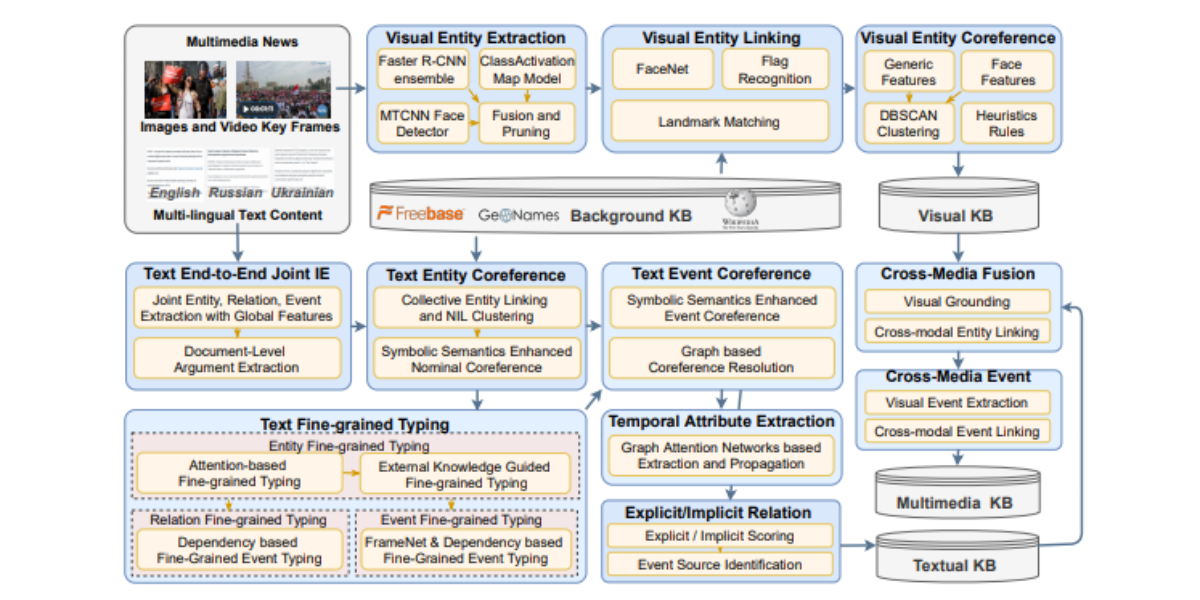 Multimedia News
Images and Video Key Frames
English Russian Ukrainian
Multi-lingual Text Content
Visual Entity Extraction
Faster R-CNN
ensemble
ClassActivation
Map Model
MTCNN Face
Detector
Fusion and
Pruning
Visual Entity Linking
FaceNet
Flag
Recognition
Landmark Matching
Visual Entity Coreference
Generic
Features
Face
Features
DBSCAN
Clustering
Heuristics
Rules
Freebase
GeoNames
Background KB
WIKIPEDIA
Visual KB
Text End-to-End Joint IE
Joint Entity, Relation, Event
Extraction with Global Features
Document-Level
Argument Extraction
Text Entity Coreference
Collective Entity Linking
and NIL Clustering
Symbolic Semantics Enhanced
Nominal Coreference
Text Event Coreference
Symbolic Semantics Enhanced
Event Coreference
Graph based
Coreference Resolution
Cross-Media Fusion
Visual Grounding
Cross-modal Entity Linking
Cross-Media Event
Visual Event Extraction
Cross-modal Event Linking
Text Fine-grained Typing
Entity Fine-grained Typing
Attention-based
Fine-grained Typing
External Knowledge Guided
Fine-grained Typing
Relation Fine-grained Typing
Dependency based
Fine-Grained Event Typing
Event Fine-grained Typing
FrameNet & Dependency based
Fine-Grained Event Typing
Temporal Attribute Extraction
Graph Attention Networks based
Extraction and Propagation
Explicit/Implicit Relation
Explicit / Implicit Scoring
Event Source Identification
Multimedia KB
Textual KB